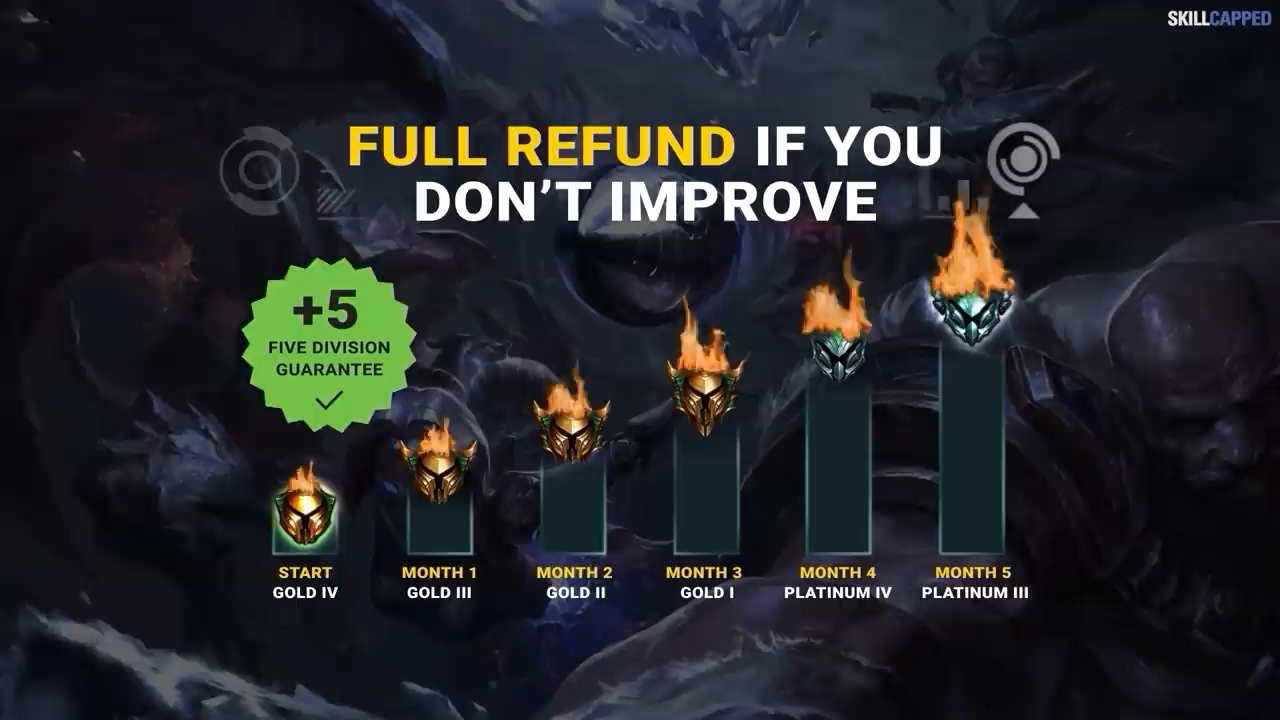 SKILLCAPPED
FULL REFUND IF YOU
DON'T IMPROVE
+5
FIVE DIVISION
GUARANTEE
START
GOLD IV
MONTH 1
GOLD III
MONTH 2
GOLD II
MONTH 3
GOLD I
MONTH 4
PLATINUM IV
MONTH 5
PLATINUM III